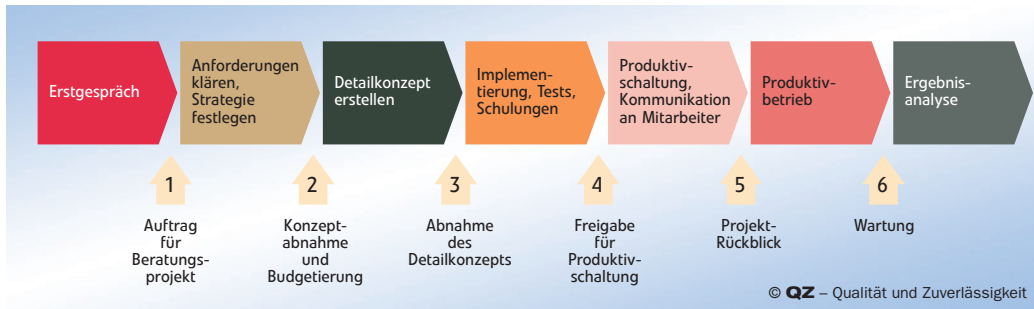 Erstgespräch
Anforderungen
klären,
Strategie
festlegen
Detailkonzept
erstellen
Implemen-
tierung, Tests,
Schulungen
Produktiv-
schaltung,
Kommunikation
an Mitarbeiter
Produktiv-
betrieb
Ergebnis-
analyse
1
Auftrag
für
Beratungs-
projekt
2
Konzept-
abnahme
und
Budgetierung
3
Abnahme
des
Detailkonzepts
4
Freigabe
für
Produktiv-
schaltung
5
Projekt-
Rückblick
6
Wartung
© QZ – Qualität und Zuverlässigkeit